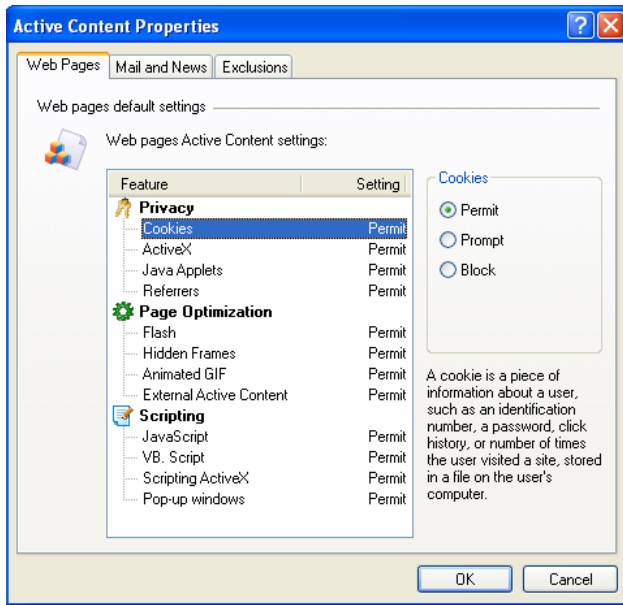 Active Content Properties
Web Pages Mail and News Exclusions
Web pages default settings
Web pages Active Content settings:
Feature Setting
Privacy
Cookies Permit
ActiveX Permit
Java Applets Permit
Referrers Permit
Page Optimization
Flash Permit
Hidden Frames Permit
Animated GIF Permit
External Active Content Permit
Scripting
JavaScript Permit
VB. Script Permit
Scripting ActiveX Permit
Pop-up windows Permit
Cookies
Permit
Prompt
Block
A cookie is a piece of
information about a user,
such as an identification
number, a password, click
history, or number of times
the user visited a site, stored
in a file on the user's
computer.
OK Cancel